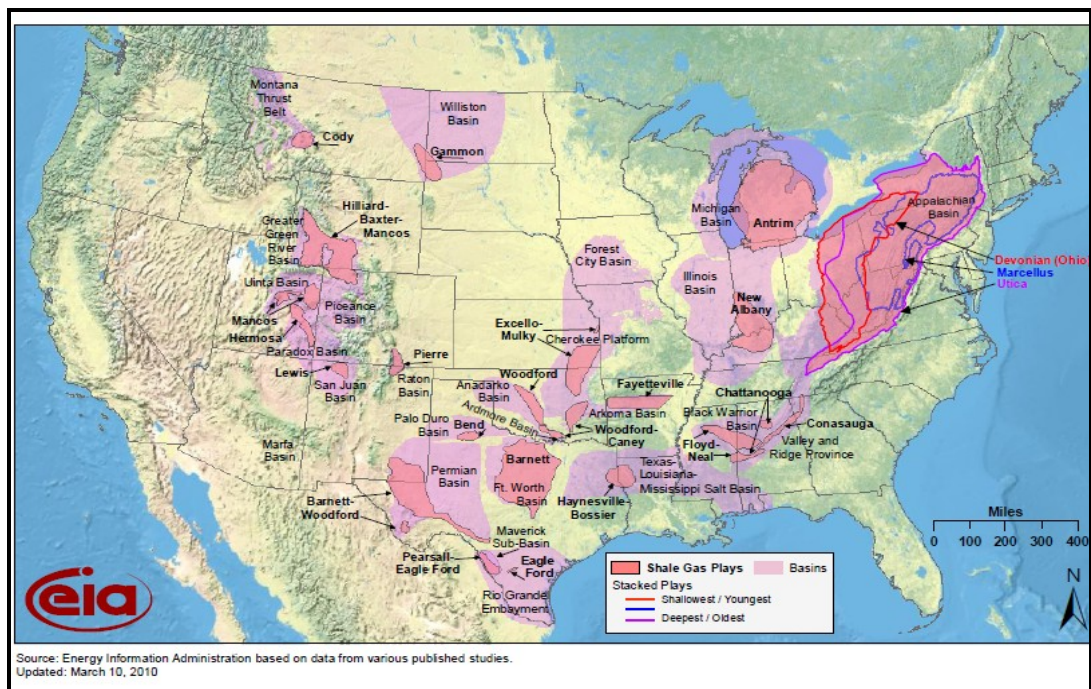 Montana
Thrust
Belt
Cody
Williston
Basin
Gammon
Hilliard-
Baxter-
Mancos
Greater
Green
River
Basin
Uinta Basin
Piceance
Basin
Mancos
Hermosa
Paradox Basin
Lewis
San Juan
Basin
Pierre
Raton
Basin
Anadarko
Basin
Palo Duro
Basin
Bend
Ardmore Basin
Woodford
Excello-
Mulky
Cherokee Platform
Forest
City Basin
Michigan
Basin
Antrim
Illinois
Basin
New
Albany
Appalachian
Basin
Devonian (Ohio)
Marcellus
Utica
Fayetteville
Arkoma Basin
Woodford-
Caney
Chattanooga
Black Warrior
Basin
Conasauga
Floyd-
Neal
Valley and
Ridge Province
Marfa
Basin
Permian
Basin
Barnett
Ft. Worth
Basin
Barnett-
Woodford
Texas-
Louisiana-
Mississippi Salt Basin
Haynesville-
Bossier
Maverick
Sub-Basin
Pearsall-
Eagle Ford
Eagle
Ford
Rio Grande
Embayment
Miles
0 100 200 300 400
N
Shale Gas Plays
Basins
Stacked Plays
Shallowest / Youngest
Deepest / Oldest
eia
Source: Energy Information Administration based on data from various published studies.
Updated: March 10, 2010